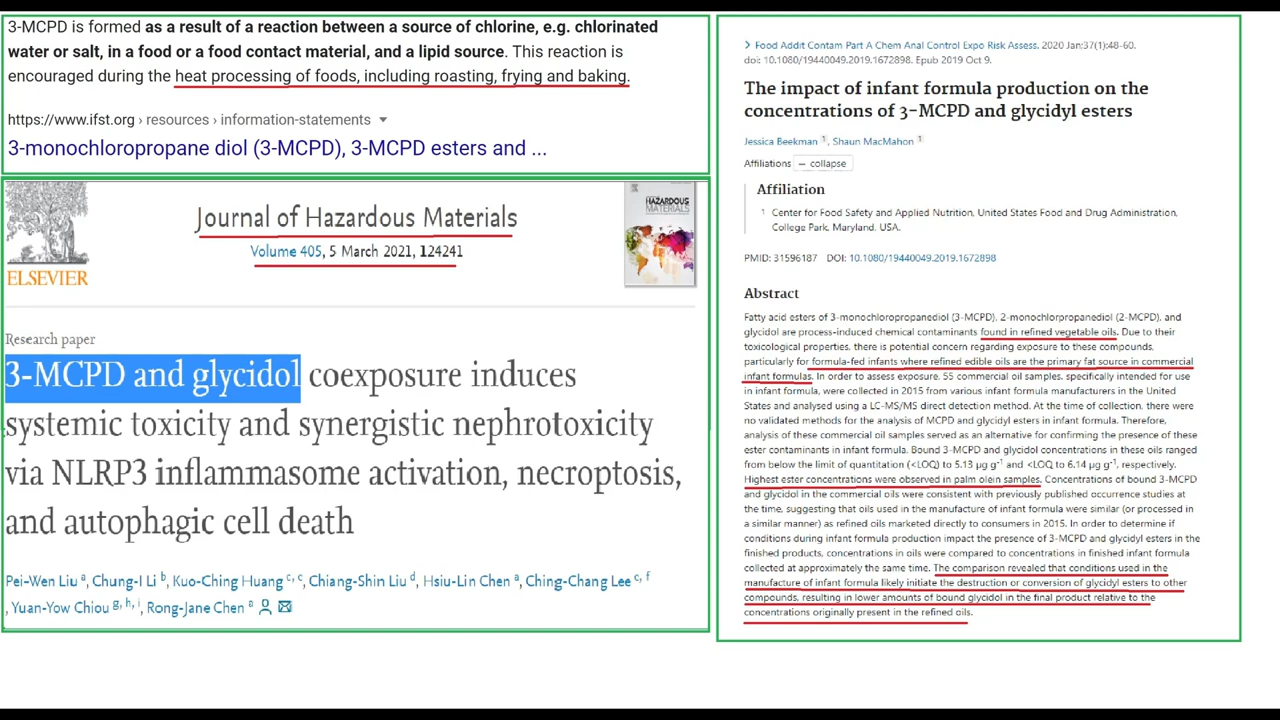 3-MCPD is formed as a result of a reaction between a source of chlorine, e.g. chlorinated
water or salt, in a food or a food contact material, and a lipid source. This reaction is
encouraged during the heat processing of foods, including roasting, frying and baking.
https://www.ifst.org › resources › information-statements
3-monochloropropane diol (3-MCPD), 3-MCPD esters and ...
ELSEVIER
Journal of Hazardous Materials
Volume 405, 5 March 2021, 124241
HAZARDOUS
MATERIALS
Research paper
3-MCPD and glycidol coexposure induces
systemic toxicity and synergistic nephrotoxicity
via NLRP3 inflammasome activation, necroptosis,
and autophagic cell death
Pei-Wen Liu a, Chung-I Li b, Kuo-Ching Huang c, c, Chiang-Shin Liu d, Hsiu-Lin Chen a, Ching-Chang Lee c, f
, Yuan-Yow Chiou g, h, i, Rong-Jane Chen a
> Food Addit Contam Part A Chem Anal Control Expo Risk Assess. 2020 Jan;37(1):48-60.
doi: 10.1080/19440049.2019.1672898. Epub 2019 Oct 9.
The impact of infant formula production on the
concentrations of 3-MCPD and glycidyl esters
Jessica Beekman 1, Shaun MacMahon 1
Affiliations — collapse
Affiliation
1 Center for Food Safety and Applied Nutrition, United States Food and Drug Administration,
College Park, Maryland, USA.
PMID: 31596187 DOI: 10.1080/19440049.2019.1672898
Abstract
Fatty acid esters of 3-monochloropropanediol (3-MCPD), 2-monochlorpropanediol (2-MCPD), and
glycidol are process-induced chemical contaminants found in refined vegetable oils. Due to their
toxicological properties, there is potential concern regarding exposure to these compounds,
particularly for formula-fed infants where refined edible oils are the primary fat source in commercial
infant formulas. In order to assess exposure, 55 commercial oil samples, specifically intended for use
in infant formula, were collected in 2015 from various infant formula manufacturers in the United
States and analysed using a LC-MS/MS direct detection method. At the time of collection, there were
no validated methods for the analysis of MCPD and glycidyl esters in infant formula. Therefore,
analysis of these commercial oil samples served as an alternative for confirming the presence of these
ester contaminants in infant formula. Bound 3-MCPD and glycidol concentrations in these oils ranged
from below the limit of quantitation (<LOQ) to 5.13 µg g-1 and <LOQ to 6.14 µg g-1, respectively.
Highest ester concentrations were observed in palm olein samples. Concentrations of bound 3-MCPD
and glycidol in the commercial oils were consistent with previously published occurrence studies at
the time, suggesting that oils used in the manufacture of infant formula were similar (or processed in
a similar manner) as refined oils marketed directly to consumers in 2015. In order to determine if
conditions during infant formula production impact the presence of 3-MCPD and glycidyl esters in the
finished products, concentrations in oils were compared to concentrations in finished infant formula
collected at approximately the same time. The comparison revealed that conditions used in the
manufacture of infant formula likely initiate the destruction or conversion of glycidyl esters to other
compounds, resulting in lower amounts of bound glycidol in the final product relative to the
concentrations originally present in the refined oils.